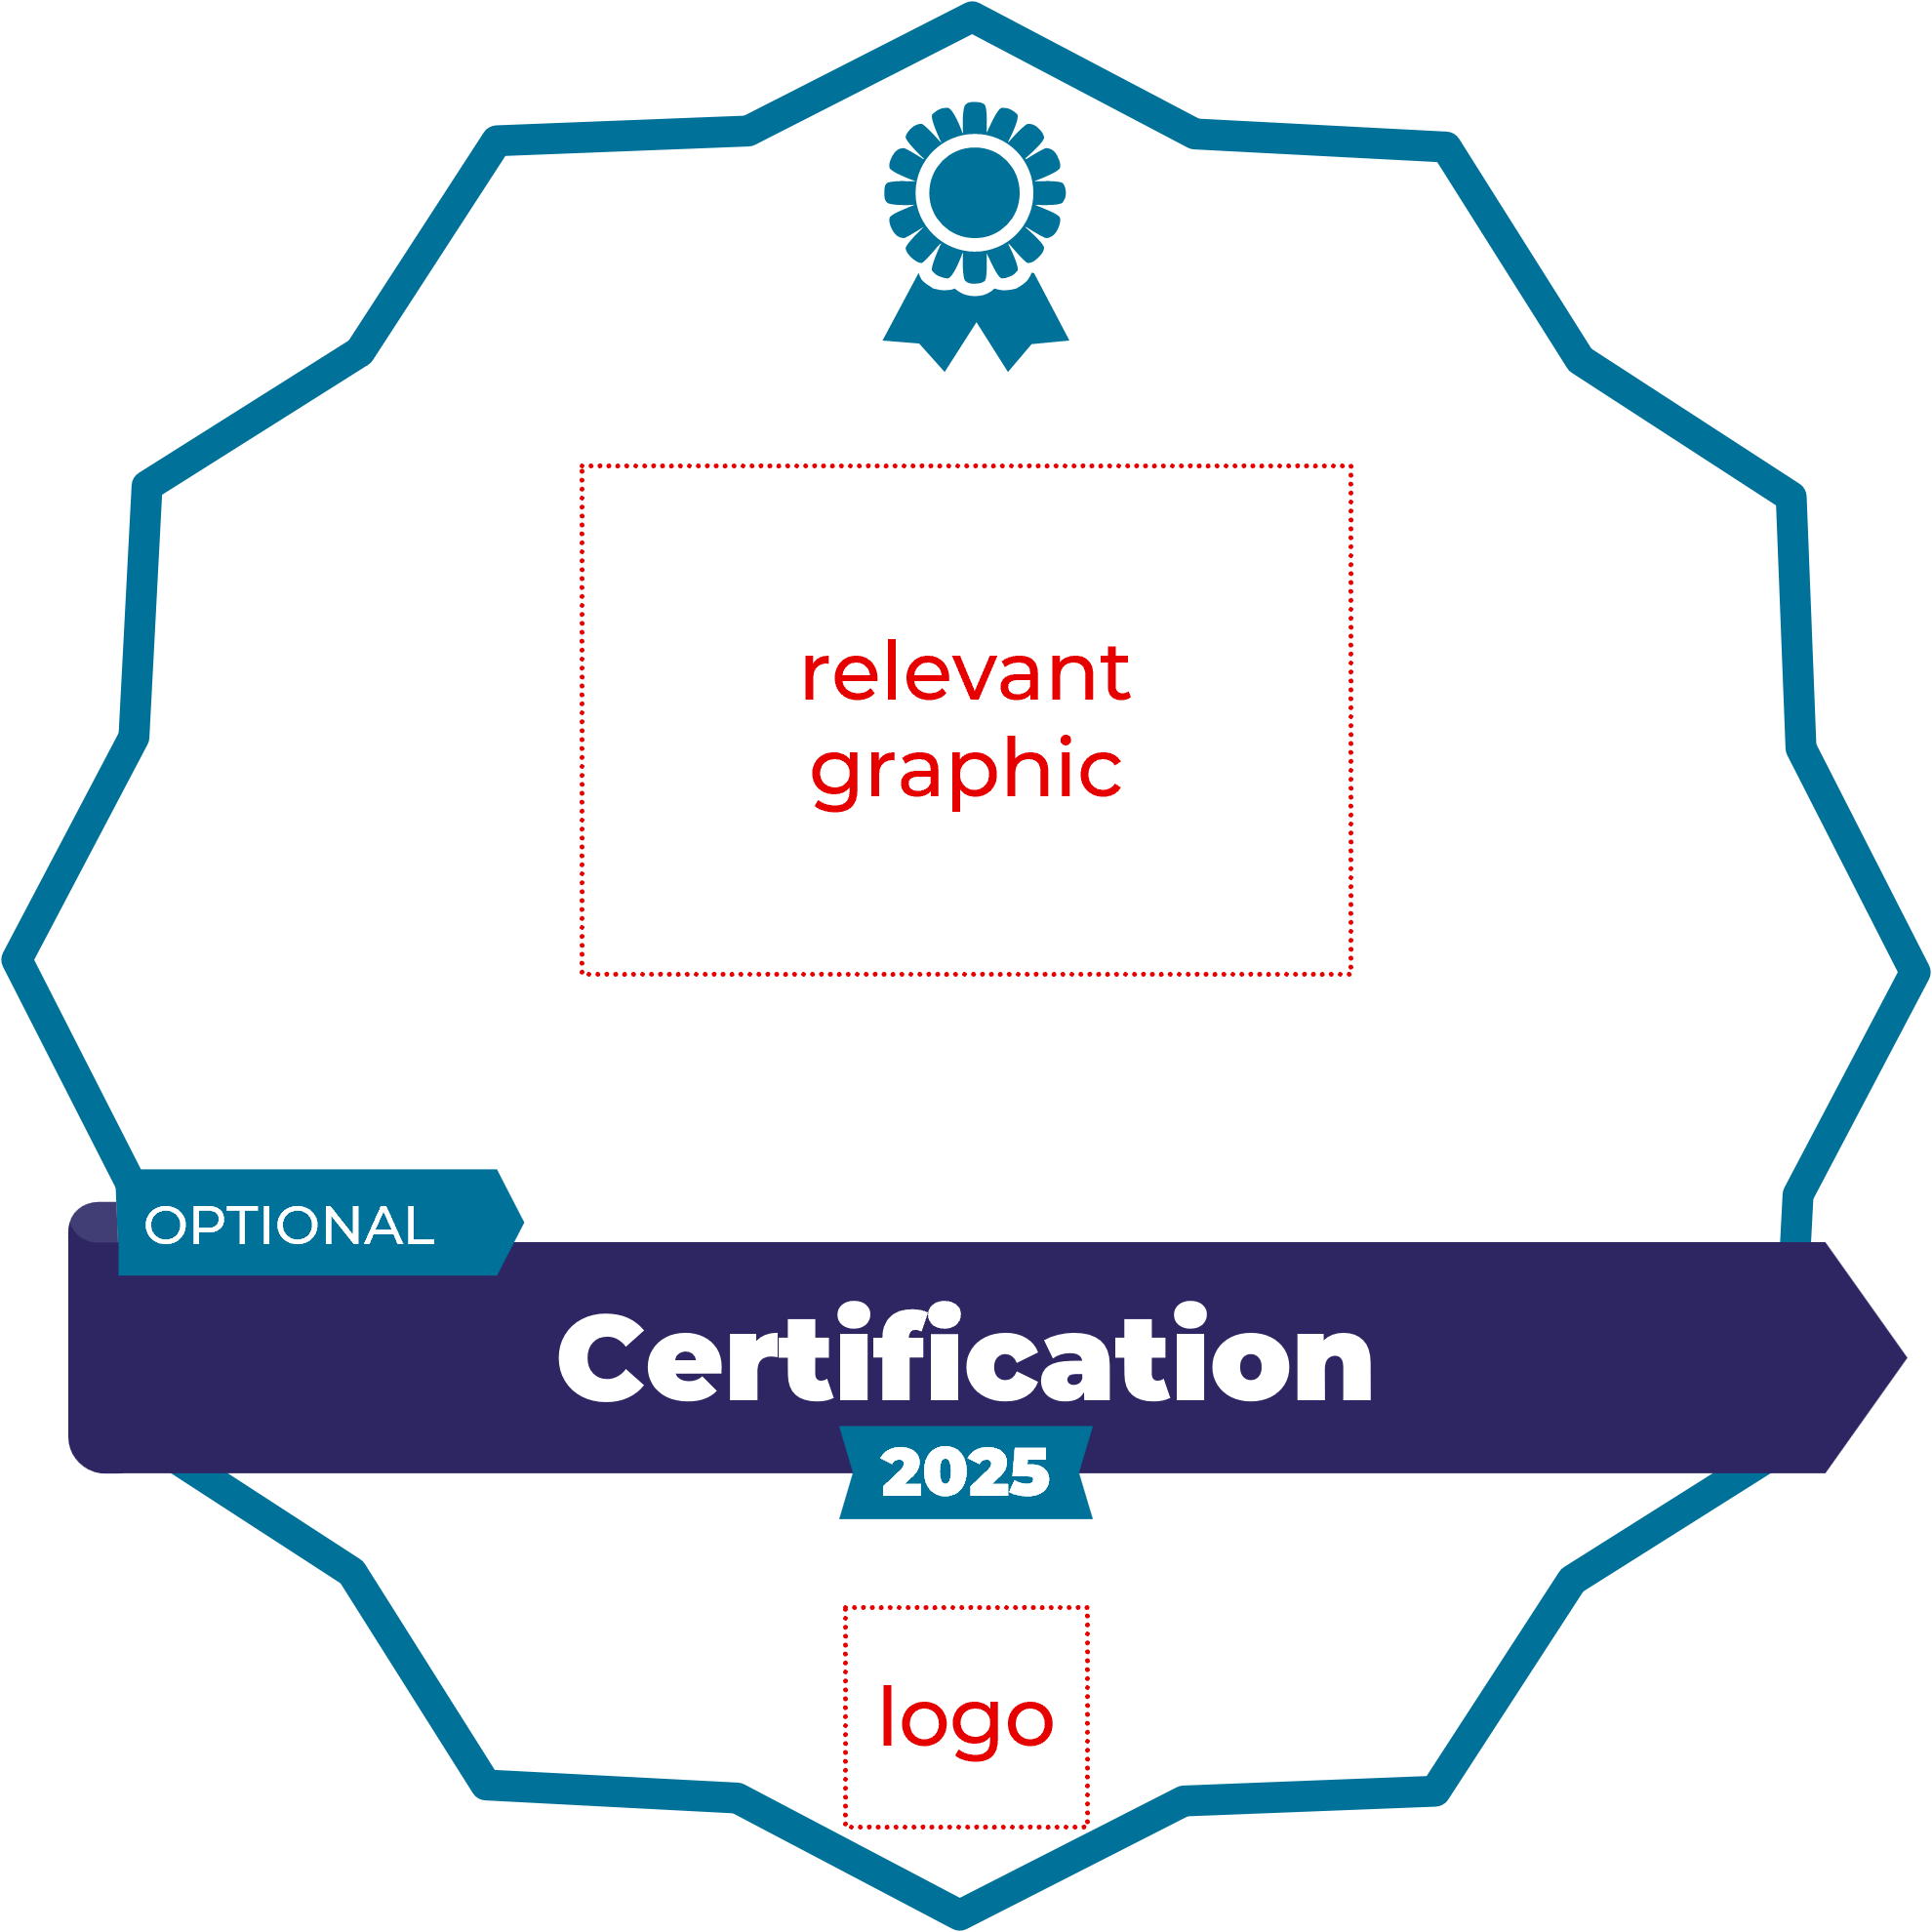 relevant
graphic
OPTIONAL
Certification
2025
logo